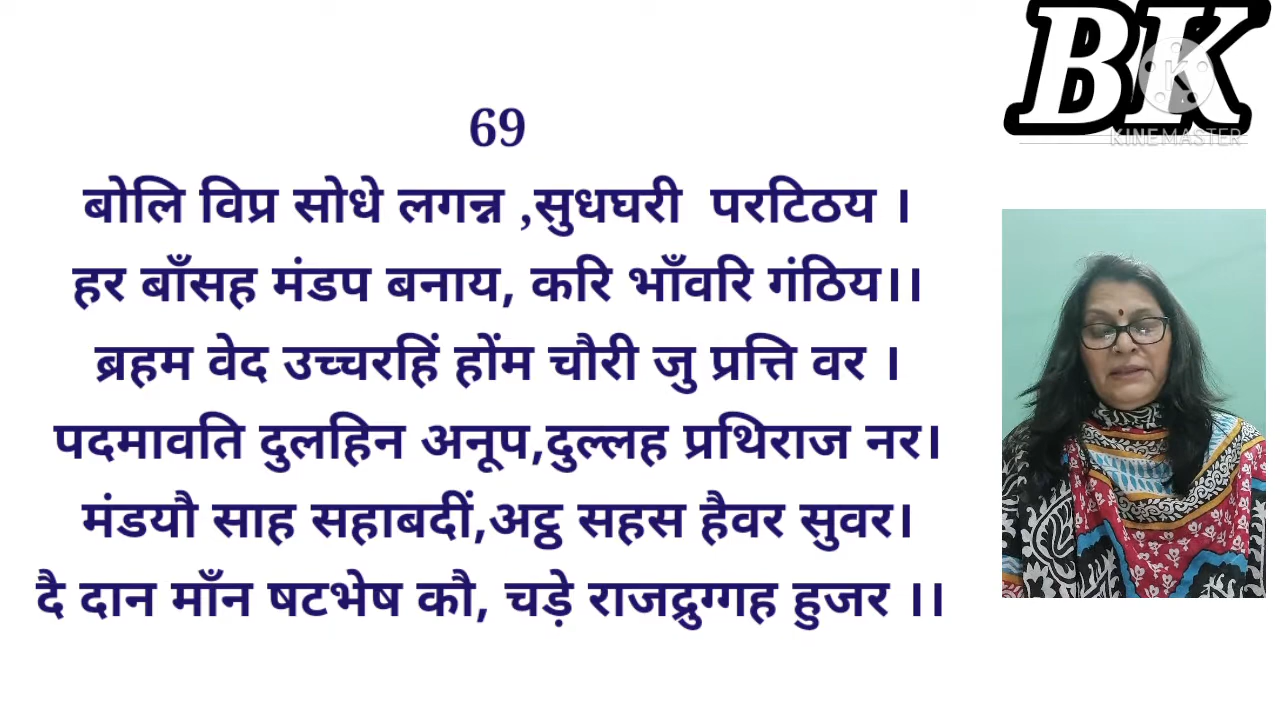 BK
KINEMASTER
69
बोलि विप्र सोधे लगन्न ,सुधघरी परटिठय ।
हर बाँसह मंडप बनाय, करि भाँवरि गंठिय।।
ब्रहम वेद उच्चरहिं होंम चौरी जु प्रत्ति वर ।
पदमावति दुलहिन अनूप,दुल्लह प्रथिराज नर।
मंडयौ साह सहाबदीं,अट्ठ सहस हैवर सुवर।
दै दान माँन षटभेष कौ, चड़े राजद्रुग्गह हुजर ।।